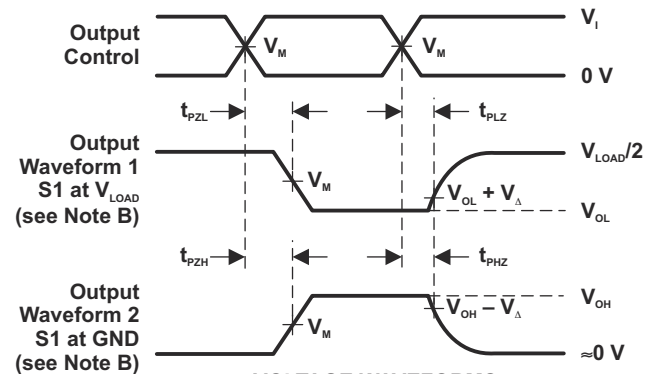 Output
Control
V_M
V_M
V_I
0 V
t_PZL
t_PLZ
Output
Waveform 1
S1 at V_LOAD
(see Note B)
V_M
V_OL + V_Δ
V_LOAD/2
V_OL
t_PZH
t_PHZ
Output
Waveform 2
S1 at GND
(see Note B)
V_M
V_OH – V_Δ
V_OH
≈0 V